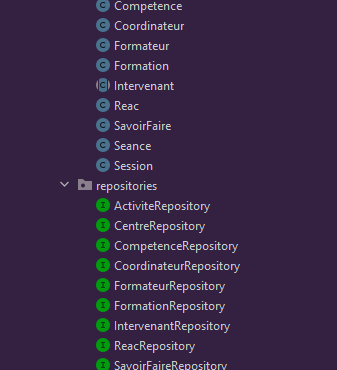 Competence
Coordinateur
Formateur
Formation
Intervenant
Reac
SavoirFaire
Seance
Session
repositories
ActiviteRepository
CentreRepository
CompetenceRepository
CoordinateurRepository
FormateurRepository
FormationRepository
IntervenantRepository
ReacRepository
SavoirFaireRepository